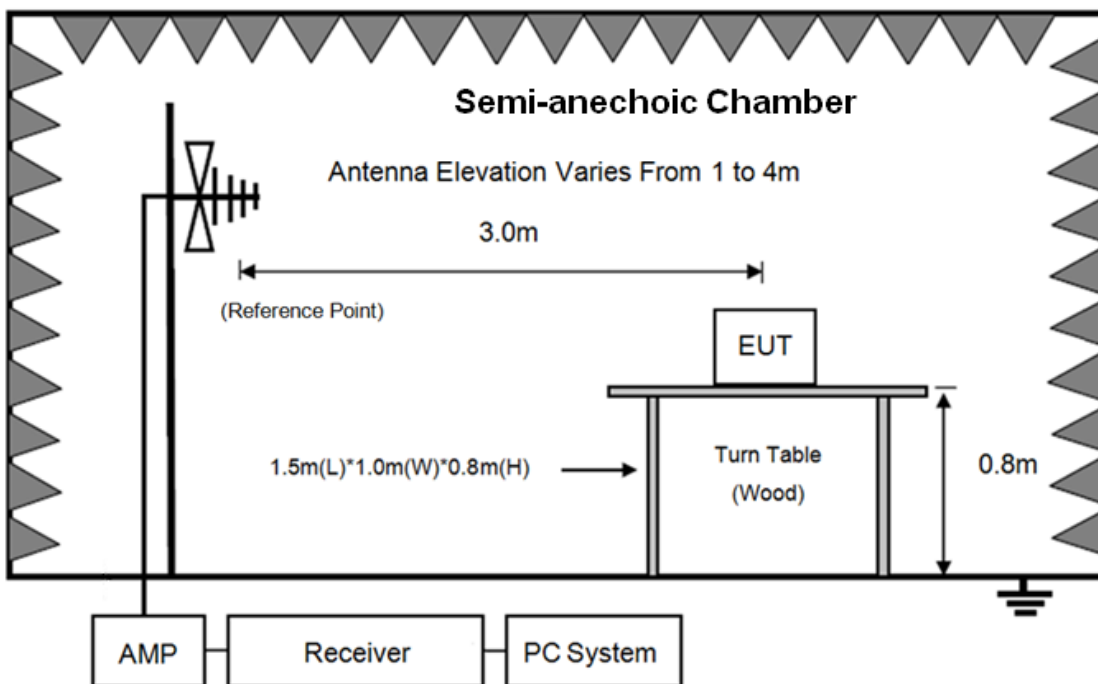 Semi-anechoic Chamber
Antenna Elevation Varies From 1 to 4m
3.0m
(Reference Point)
EUT
1.5m(L)*1.0m(W)*0.8m(H)
Turn Table
(Wood)
0.8m
AMP
Receiver
PC System